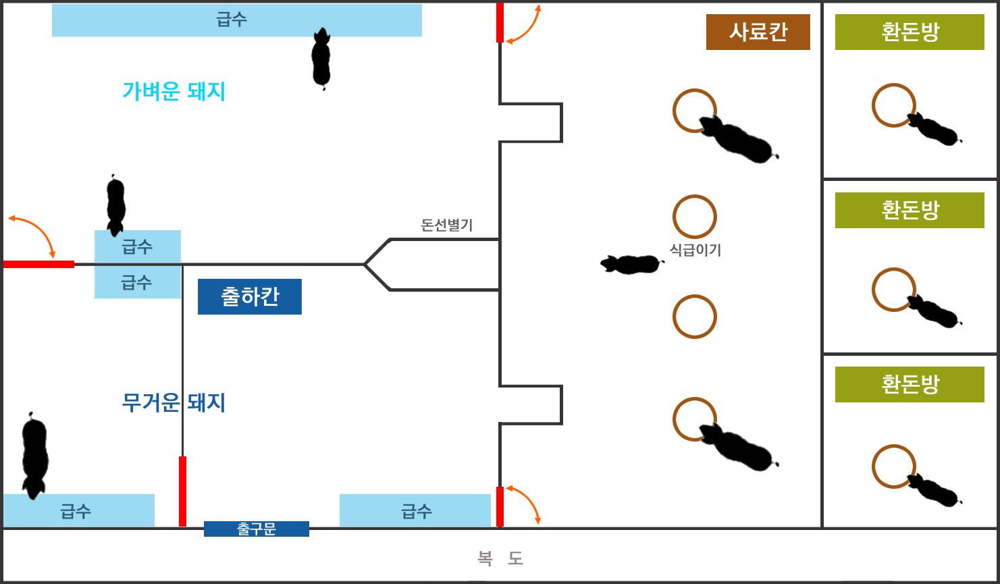 급수
사료칸
환돈방
가벼운 돼지
환돈방
돈선별기
급수
식급이기
급수
출하칸
환돈방
무거운 돼지
급수
급수
출구문
복 도